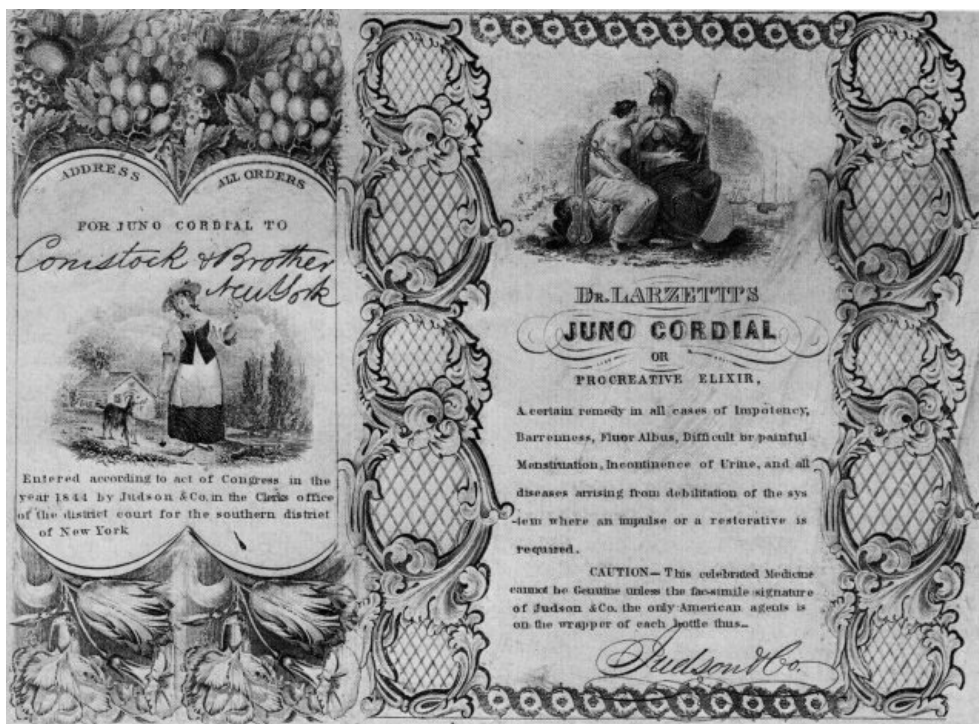 ADDRESS ALL ORDERS
FOR JUNO CORDIAL TO
Comstock & Brother
New York
Entered according to act of Congress in the
year 1844 by Judson & Co. in the Clerks office
of the district court for the southern district
of New York
DR. LARZETTI'S
JUNO CORDIAL
OR
PROCREATIVE ELIXIR,
A certain remedy in all cases of Impotency,
Barrenness, Fluor Albus, Difficult or painful
Menstruation, Incontinence of Urine, and all
diseases arrising from debilitation of the sys
-tem where an impulse or a restorative is
required.
CAUTION— This celebrated Medicine
cannot be Genuine unless the fac-simile signature
of Judson & Co. the only American agents is
on the wrapper of each bottle thus—
Judson & Co.